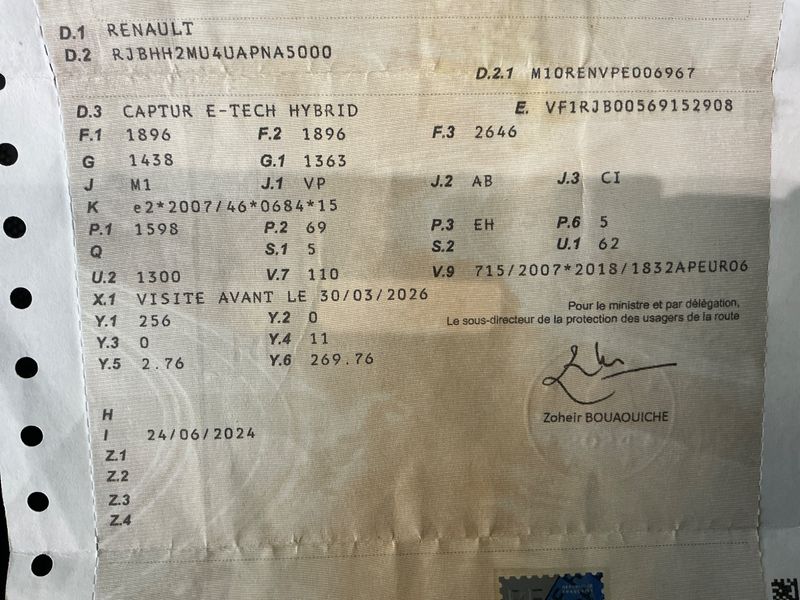 D.1 RENAULT
D.2 RJBHH2MU4UAPNA5000
D.2.1 M10RENVPE006967
D.3 CAPTUR E-TECH HYBRID E. VF1RJB00569152908
F.1 1896 F.2 1896 F.3 2646
G 1438 G.1 1363
J M1 J.1 VP J.2 AB J.3 CI
K e2*2007/46*0684*15
P.1 1598 P.2 69 P.3 EH P.6 5
Q S.1 5 S.2 U.1 62
U.2 1300 V.7 110 V.9 715/2007*2018/1832APEUR06
X.1 VISITE AVANT LE 30/03/2026
Pour le ministre et par délégation,
Y.1 256 Y.2 0 Le sous-directeur de la protection des usagers de la route
Y.3 0 Y.4 11
Y.5 2.76 Y.6 269.76
Zoheir BOUAOUICHE
H
I 24/06/2024
Z.1
Z.2
Z.3
Z.4